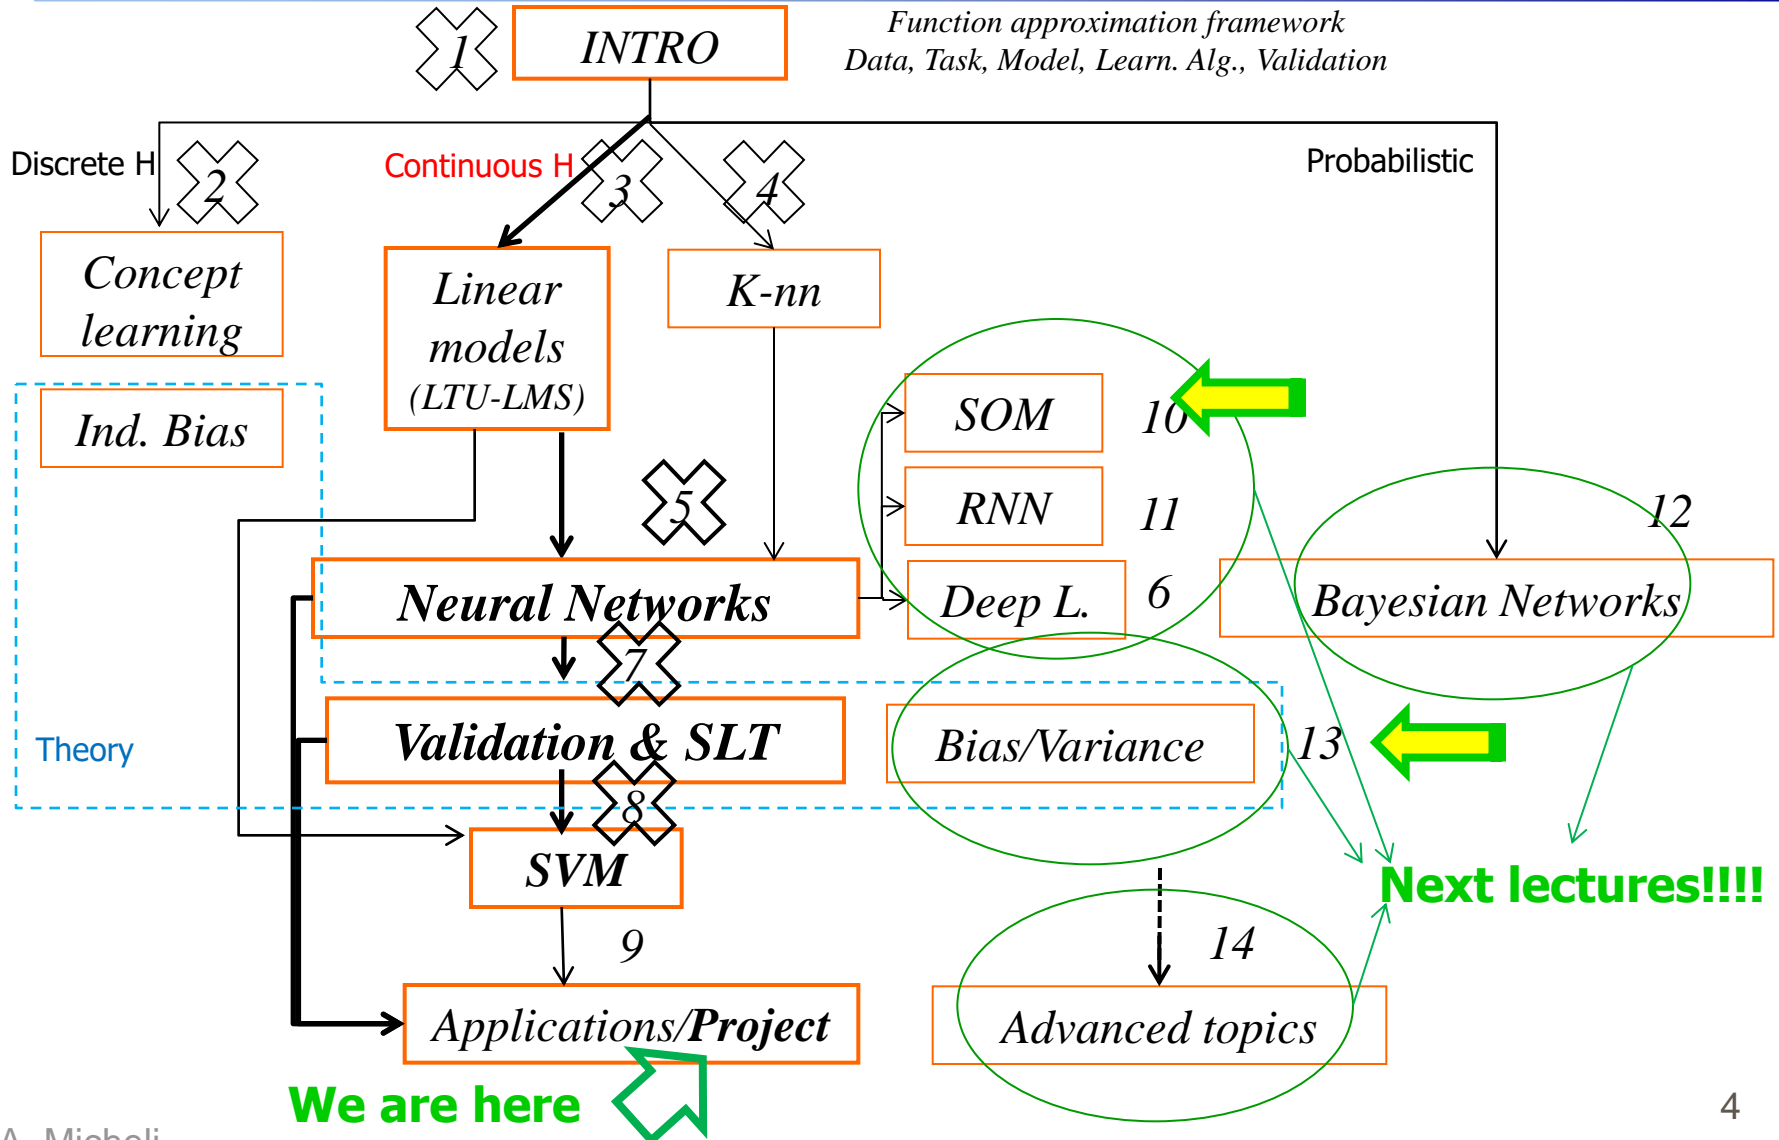 1
INTRO
Function approximation framework
Data, Task, Model, Learn. Alg., Validation
Discrete H
2
Continuous H
3
4
Probabilistic
Concept
learning
Linear
models
(LTU-LMS)
K-nn
Ind. Bias
SOM
10
5
RNN
11
12
Neural Networks
Deep L.
6
Bayesian Networks
7
Theory
Validation & SLT
Bias/Variance
13
8
SVM
Next lectures!!!!
9
14
Applications/Project
Advanced topics
We are here
4
A. Micheli